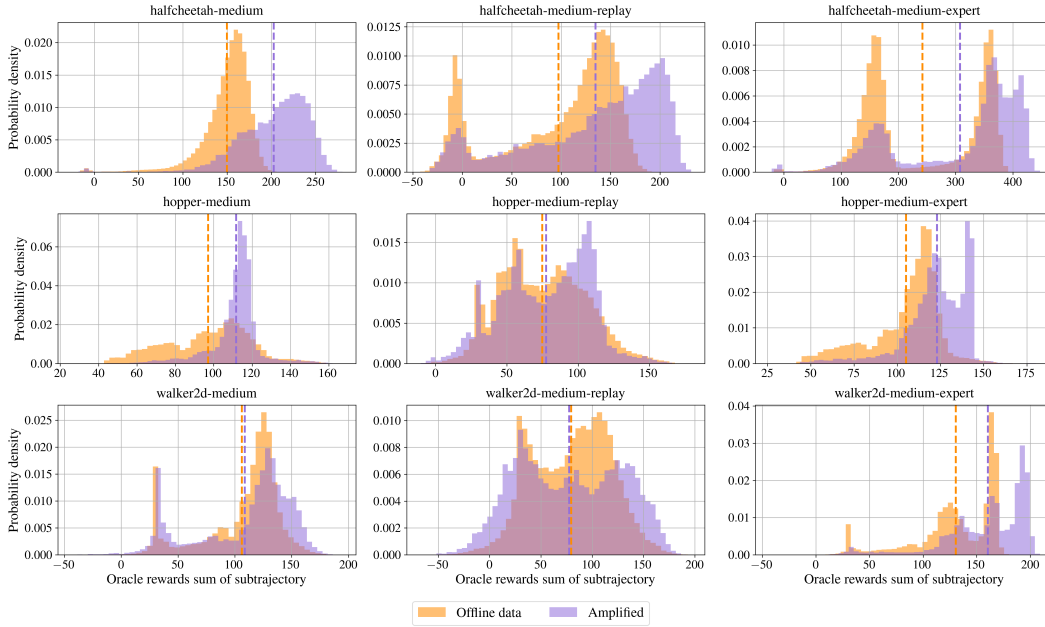 halfcheetah-medium
halfcheetah-medium-replay
halfcheetah-medium-expert
Probability density
0.020
0.015
0.010
0.005
0.000
0 50 100 150 200 250
0.0125
0.0100
0.0075
0.0050
0.0025
0.0000
−50 0 50 100 150 200
0.010
0.008
0.006
0.004
0.002
0.000
0 100 200 300 400
hopper-medium
hopper-medium-replay
hopper-medium-expert
Probability density
0.06
0.04
0.02
0.00
20 40 60 80 100 120 140 160
0.015
0.010
0.005
0.000
0 50 100 150
0.04
0.03
0.02
0.01
0.00
25 50 75 100 125 150 175
walker2d-medium
walker2d-medium-replay
walker2d-medium-expert
Probability density
0.025
0.020
0.015
0.010
0.005
0.000
−50 0 50 100 150 200
Oracle rewards sum of subtrajectory
0.010
0.008
0.006
0.004
0.002
0.000
−50 0 50 100 150 200
Oracle rewards sum of subtrajectory
0.04
0.03
0.02
0.01
0.00
−50 0 50 100 150 200
Oracle rewards sum of subtrajectory
Offline data Amplified